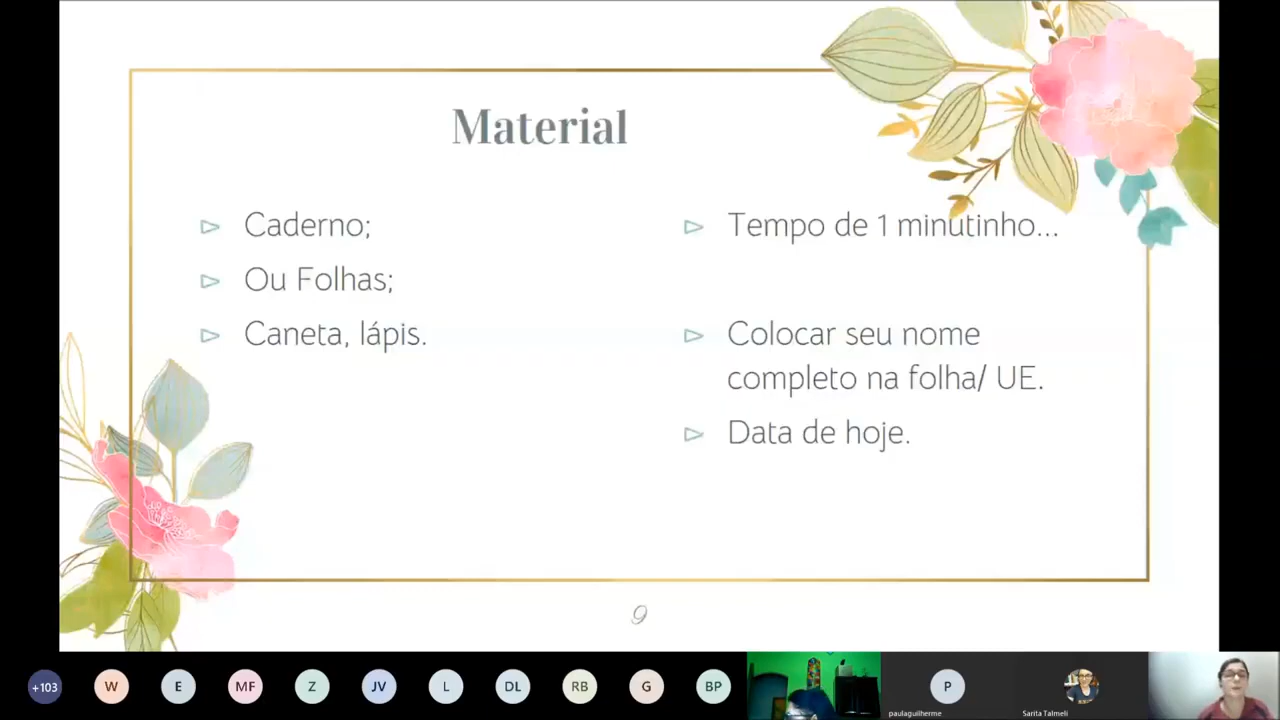 Material
Caderno;
Ou Folhas;
Caneta, lápis.
Tempo de 1 minutinho...
Colocar seu nome
completo na folha/ UE.
Data de hoje.
9
+103
W
E
MF
Z
JV
L
DL
RB
G
BP
P
paulaguilherme
Sarita Talmeli